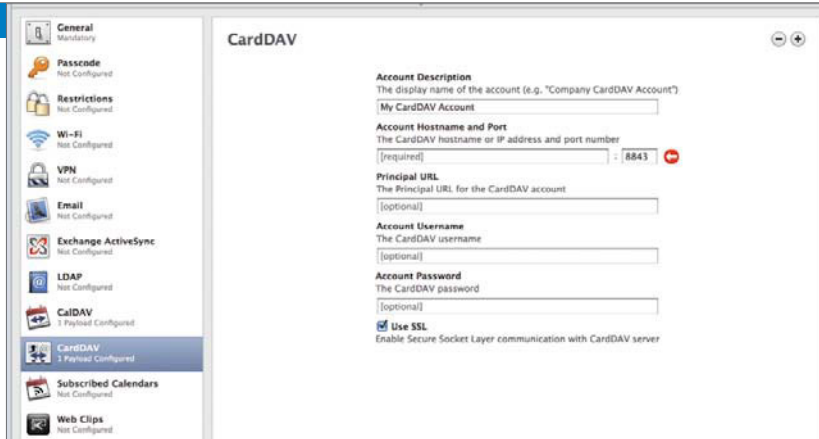 General
Mandatory
Passcode
Not Configured
Restrictions
Not Configured
Wi-Fi
Not Configured
VPN
Not Configured
Email
Not Configured
Exchange ActiveSync
Not Configured
LDAP
Not Configured
CalDAV
1 Payload Configured
CardDAV
1 Payload Configured
Subscribed Calendars
Not Configured
Web Clips
Not Configured
CardDAV
Account Description
The display name of the account (e.g. "Company CardDAV Account")
My CardDAV Account
Account Hostname and Port
The CardDAV hostname or IP address and port number
[required] : 8843
Principal URL
The Principal URL for the CardDAV account
[optional]
Account Username
The CardDAV username
[optional]
Account Password
The CardDAV password
[optional]
Use SSL
Enable Secure Socket Layer communication with CardDAV server